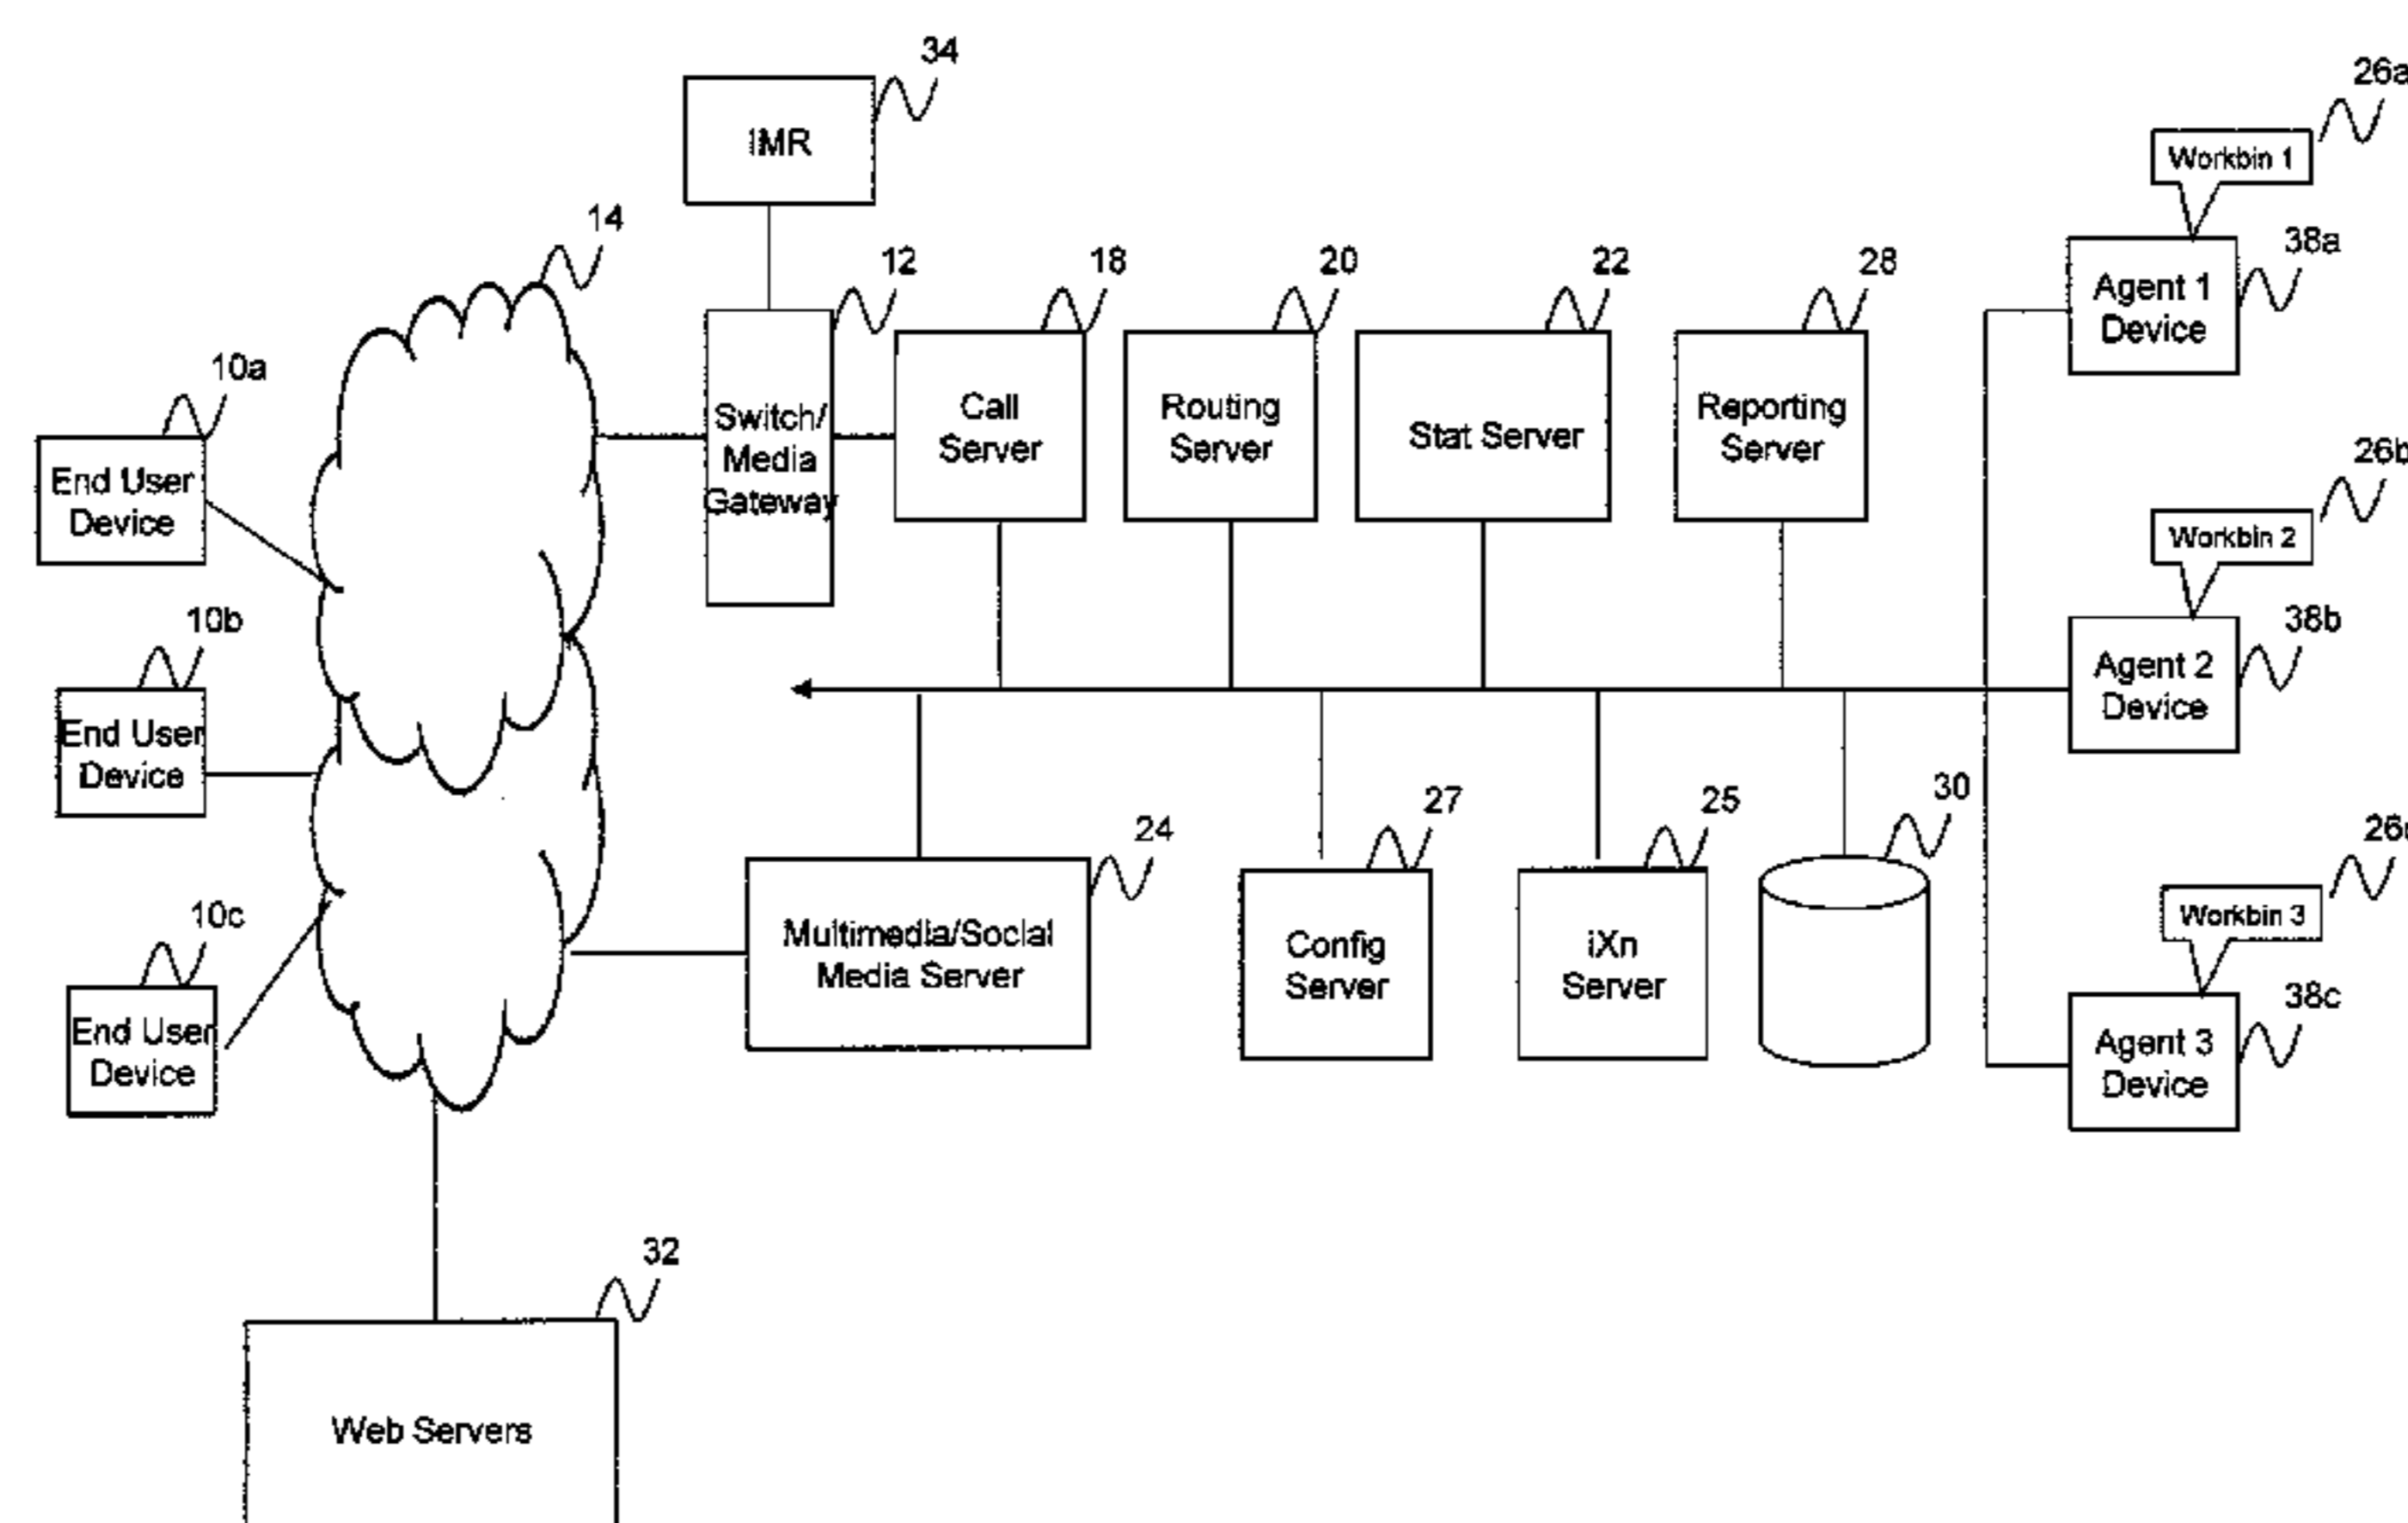 34
IMR
26a
Workbin 1
14
12
18
20
22
28
38a
Agent 1
Device
10a
End User
Device
Switch/
Media
Gateway
Call
Server
Routing
Server
Stat Server
Reporting
Server
26b
Workbin 2
10b
End User
Device
38b
Agent 2
Device
24
Multimedia/Social
Media Server
27
Config
Server
25
iXn
Server
30
Workbin 3
10c
End User
Device
38c
Agent 3
Device
32
Web Servers